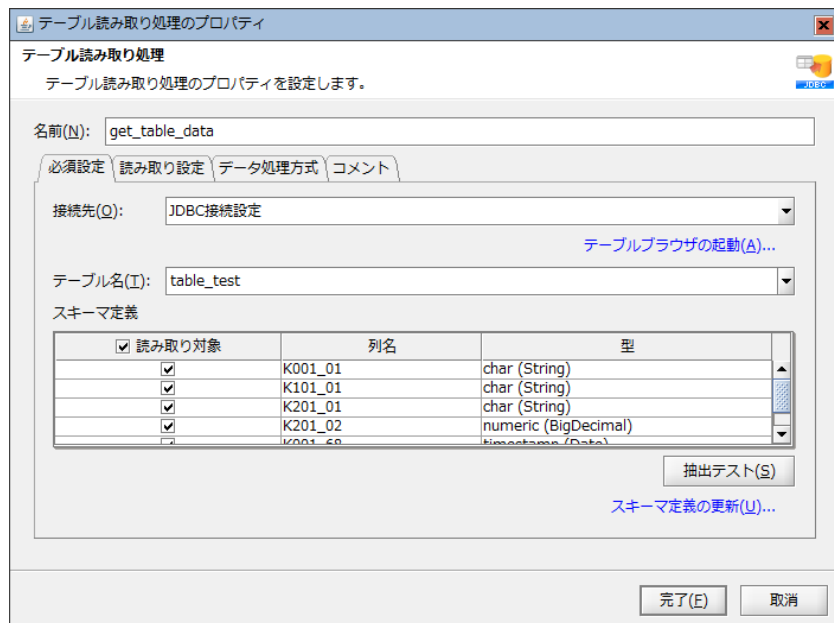 テーブル読み取り処理のプロパティ
テーブル読み取り処理
テーブル読み取り処理のプロパティを設定します。
JDBC
名前(N): get_table_data
必須設定 読み取り設定 データ処理方式 コメント
接続先(O): JDBC接続設定
テーブルブラウザの起動(A)...
テーブル名(T): table_test
スキーマ定義
読み取り対象 列名 型
K001_01 char (String)
K101_01 char (String)
K201_01 char (String)
K201_02 numeric (BigDecimal)
K001_68 timestamp (Date)
抽出テスト(S)
スキーマ定義の更新(U)...
完了(F) 取消